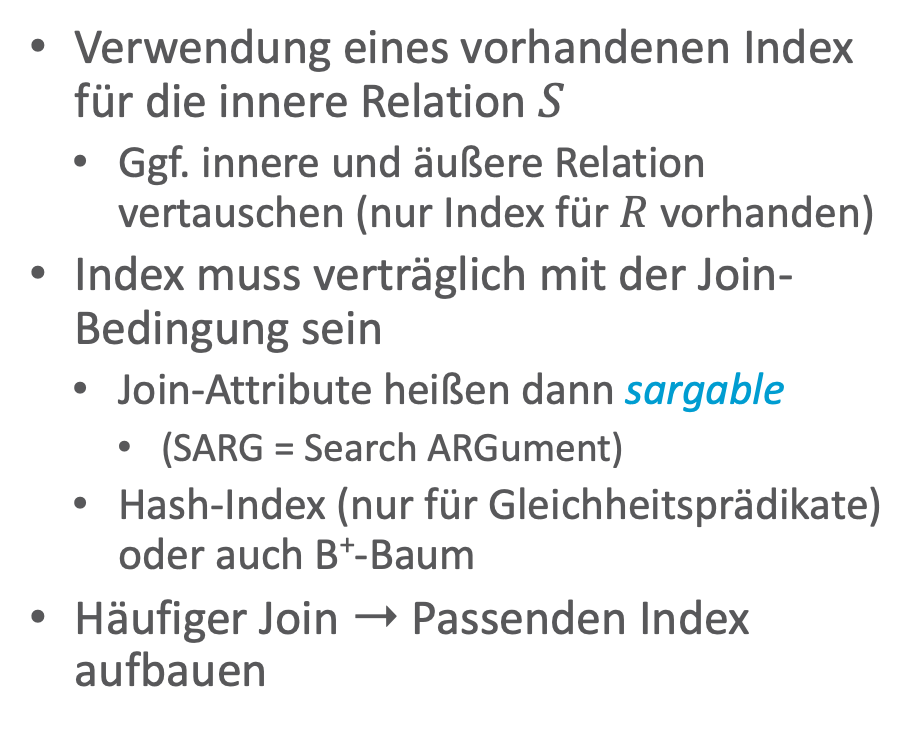 • Verwendung eines vorhandenen Index
für die innere Relation S
• Ggf. innere und äußere Relation
vertauschen (nur Index für R vorhanden)
• Index muss verträglich mit der Join-
Bedingung sein
• Join-Attribute heißen dann sargable
• (SARG = Search ARGument)
• Hash-Index (nur für Gleichheitsprädikate)
oder auch B⁺-Baum
• Häufiger Join → Passenden Index
aufbauen